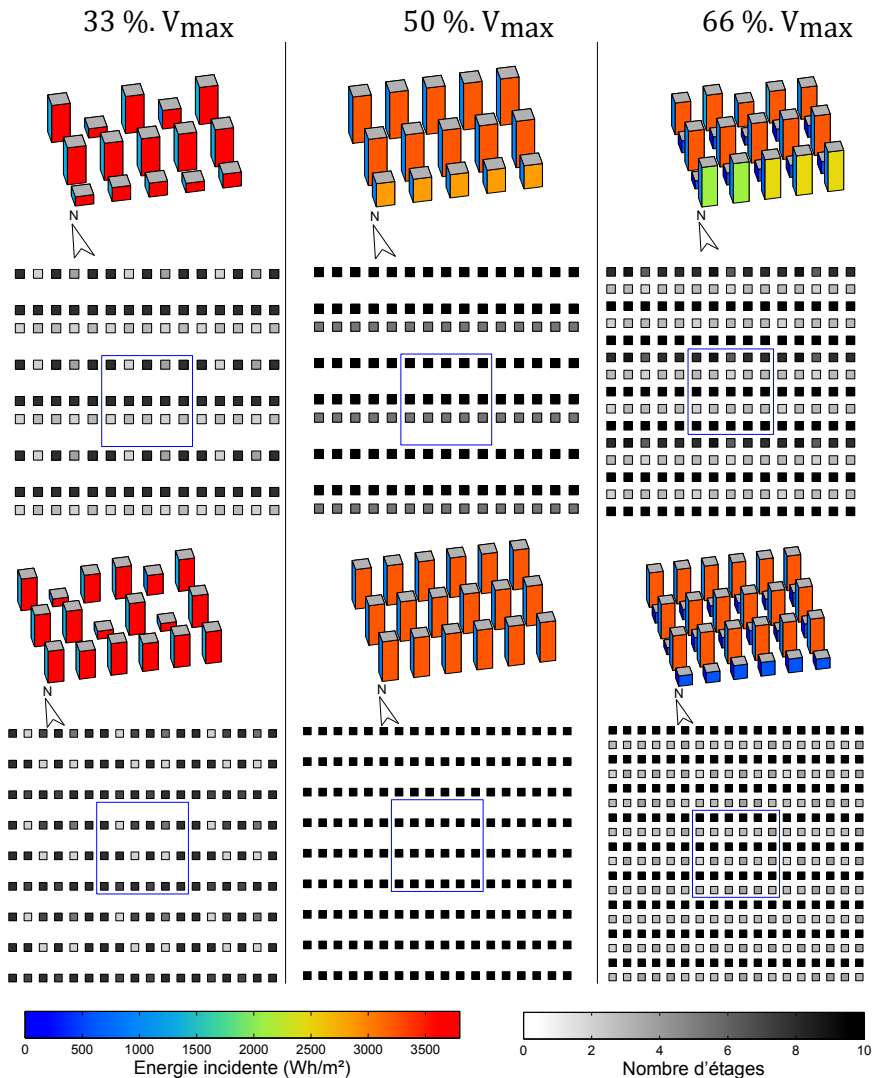 33 %. Vmax
50 %. Vmax
66 %. Vmax
N
N
N
N
N
N
0 500 1000 1500 2000 2500 3000 3500
Energie incidente (Wh/m²)
0 2 4 6 8 10
Nombre d'étages